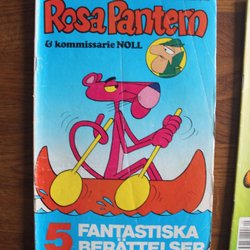 Rosa Pantern
& kommissarie NOLL
5 FANTASTISKA
BERÄTTELSER